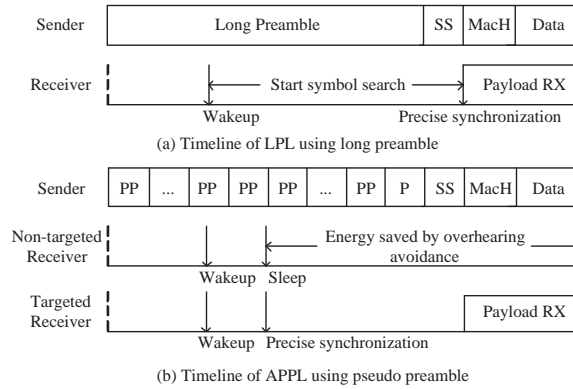 Sender Long Preamble SS MacH Data
Receiver Start symbol search Payload RX
Wakeup Precise synchronization
(a) Timeline of LPL using long preamble
Sender PP ... PP PP PP ... PP P SS MacH Data
Non-targeted Receiver Energy saved by overhearing avoidance
Wakeup Sleep
Targeted Receiver Payload RX
Wakeup Precise synchronization
(b) Timeline of APPL using pseudo preamble